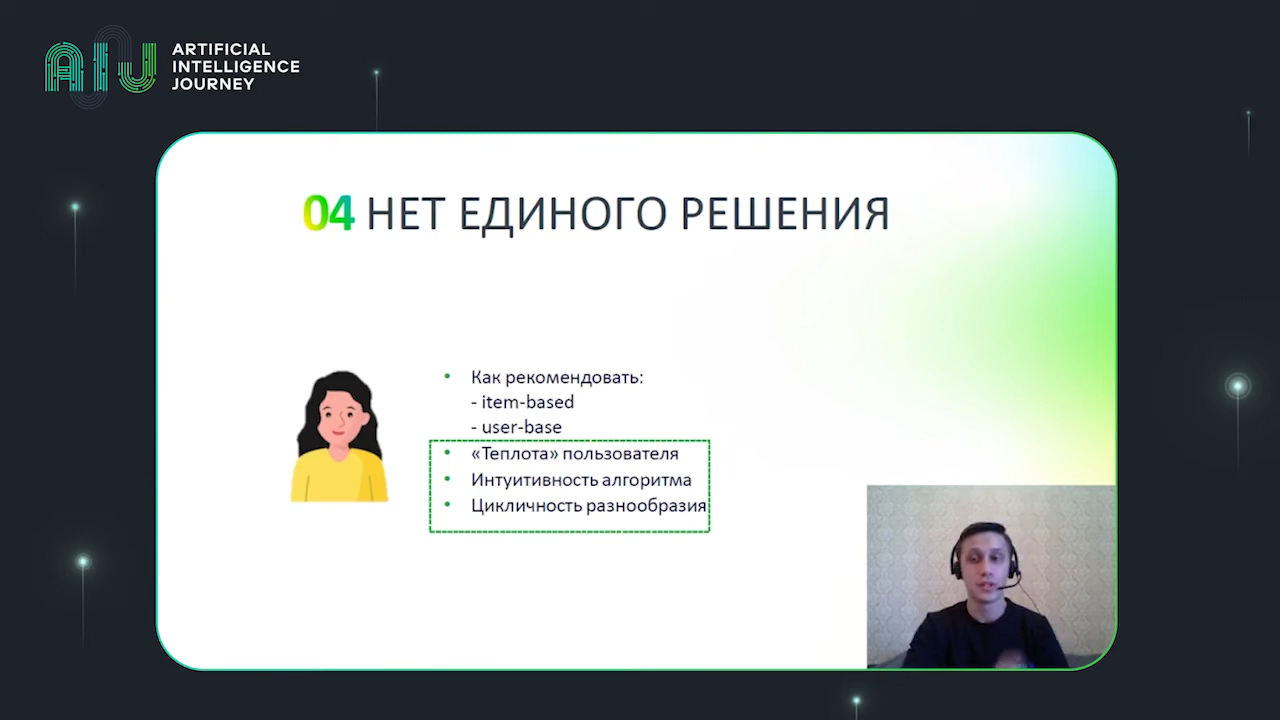 ARTIFICIAL
INTELLIGENCE
JOURNEY
04 НЕТ ЕДИНОГО РЕШЕНИЯ
• Как рекомендовать:
- item-based
- user-base
• «Теплота» пользователя
• Интуитивность алгоритма
• Цикличность разнообразия